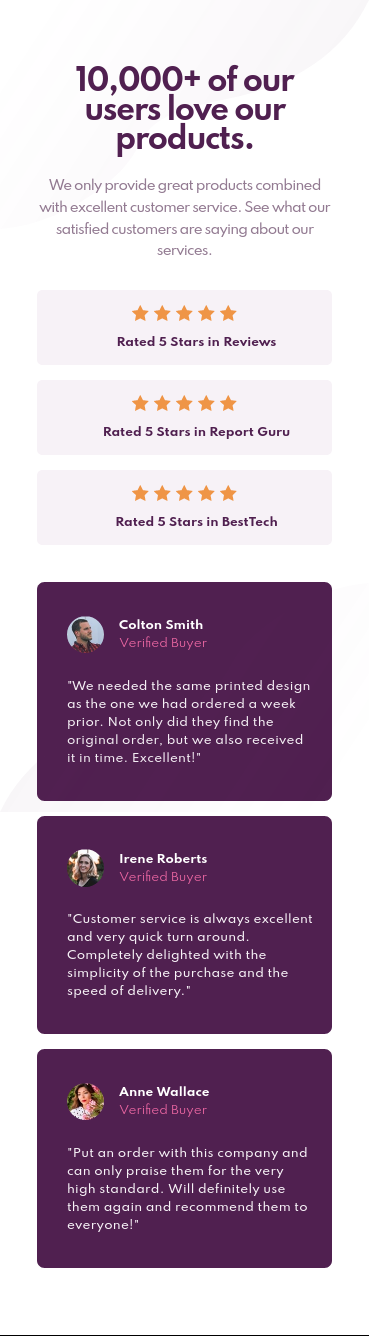 10,000+ of our
users love our
products.
We only provide great products combined
with excellent customer service. See what our
satisfied customers are saying about our
services.
Rated 5 Stars in Reviews
Rated 5 Stars in Report Guru
Rated 5 Stars in BestTech
Colton Smith
Verified Buyer
"We needed the same printed design
as the one we had ordered a week
prior. Not only did they find the
original order, but we also received
it in time. Excellent!"
Irene Roberts
Verified Buyer
"Customer service is always excellent
and very quick turn around.
Completely delighted with the
simplicity of the purchase and the
speed of delivery."
Anne Wallace
Verified Buyer
"Put an order with this company and
can only praise them for the very
high standard. Will definitely use
them again and recommend them to
everyone!"